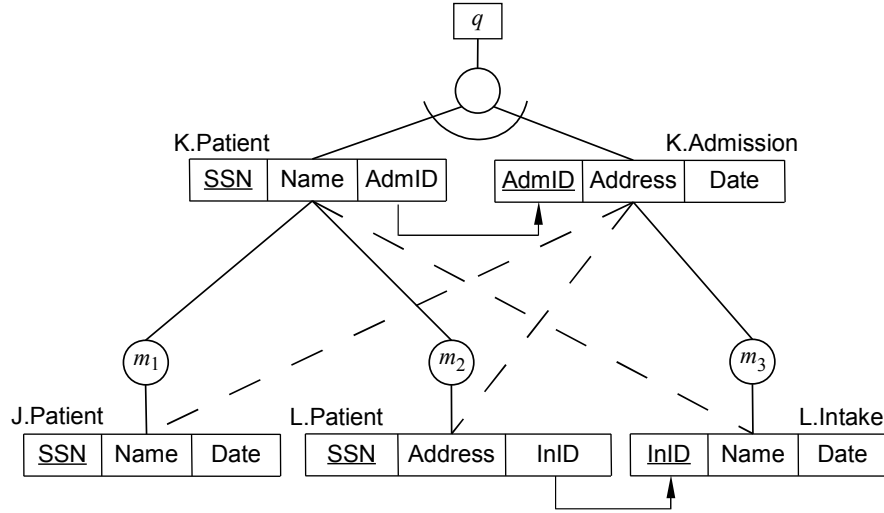 q
K.Patient
K.Admission
SSN Name AdmID
AdmID Address Date
m1
m2
m3
J.Patient
L.Patient
L.Intake
SSN Name Date
SSN Address InID
InID Name Date